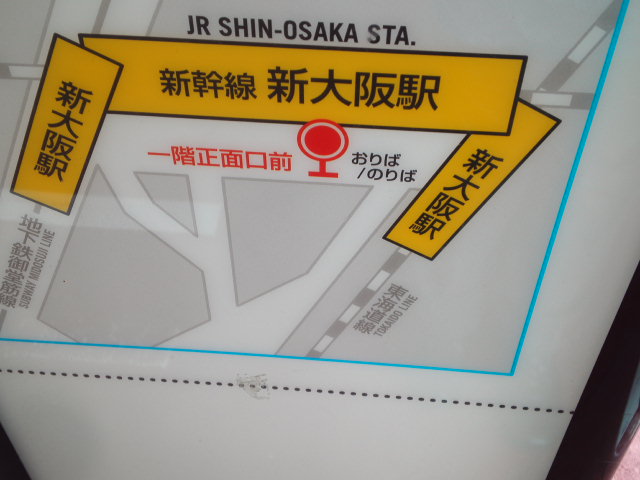 JR SHIN-OSAKA STA.
新幹線 新大阪駅
新大阪駅
一階正面口前
おりば
/のりば
新大阪駅
地下鉄御堂筋線
SUBWAY MIDOSUJI LINE
東海道線
TOKAIDO LINE